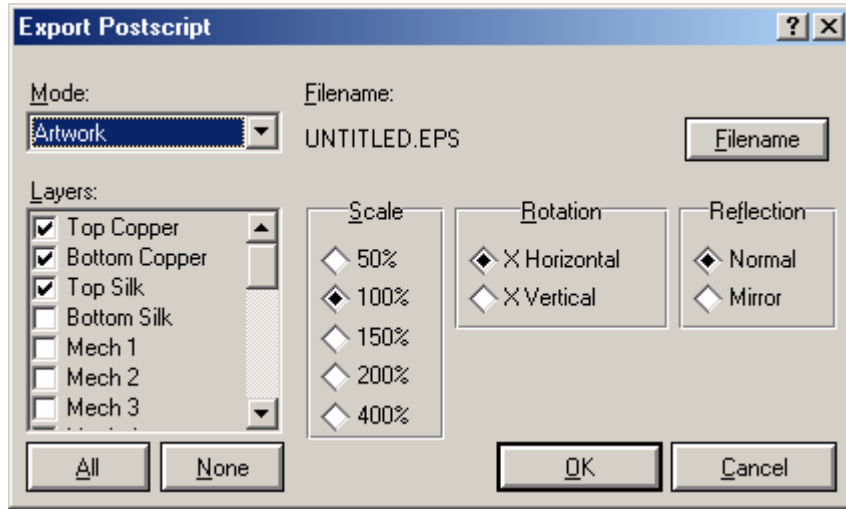 Export Postscript
Mode:
Filename:
Artwork
UNTITLED.EPS
Filename
Layers:
Top Copper
Bottom Copper
Top Silk
Bottom Silk
Mech 1
Mech 2
Mech 3
Scale
50%
100%
150%
200%
400%
Rotation
X Horizontal
X Vertical
Reflection
Normal
Mirror
All
None
OK
Cancel